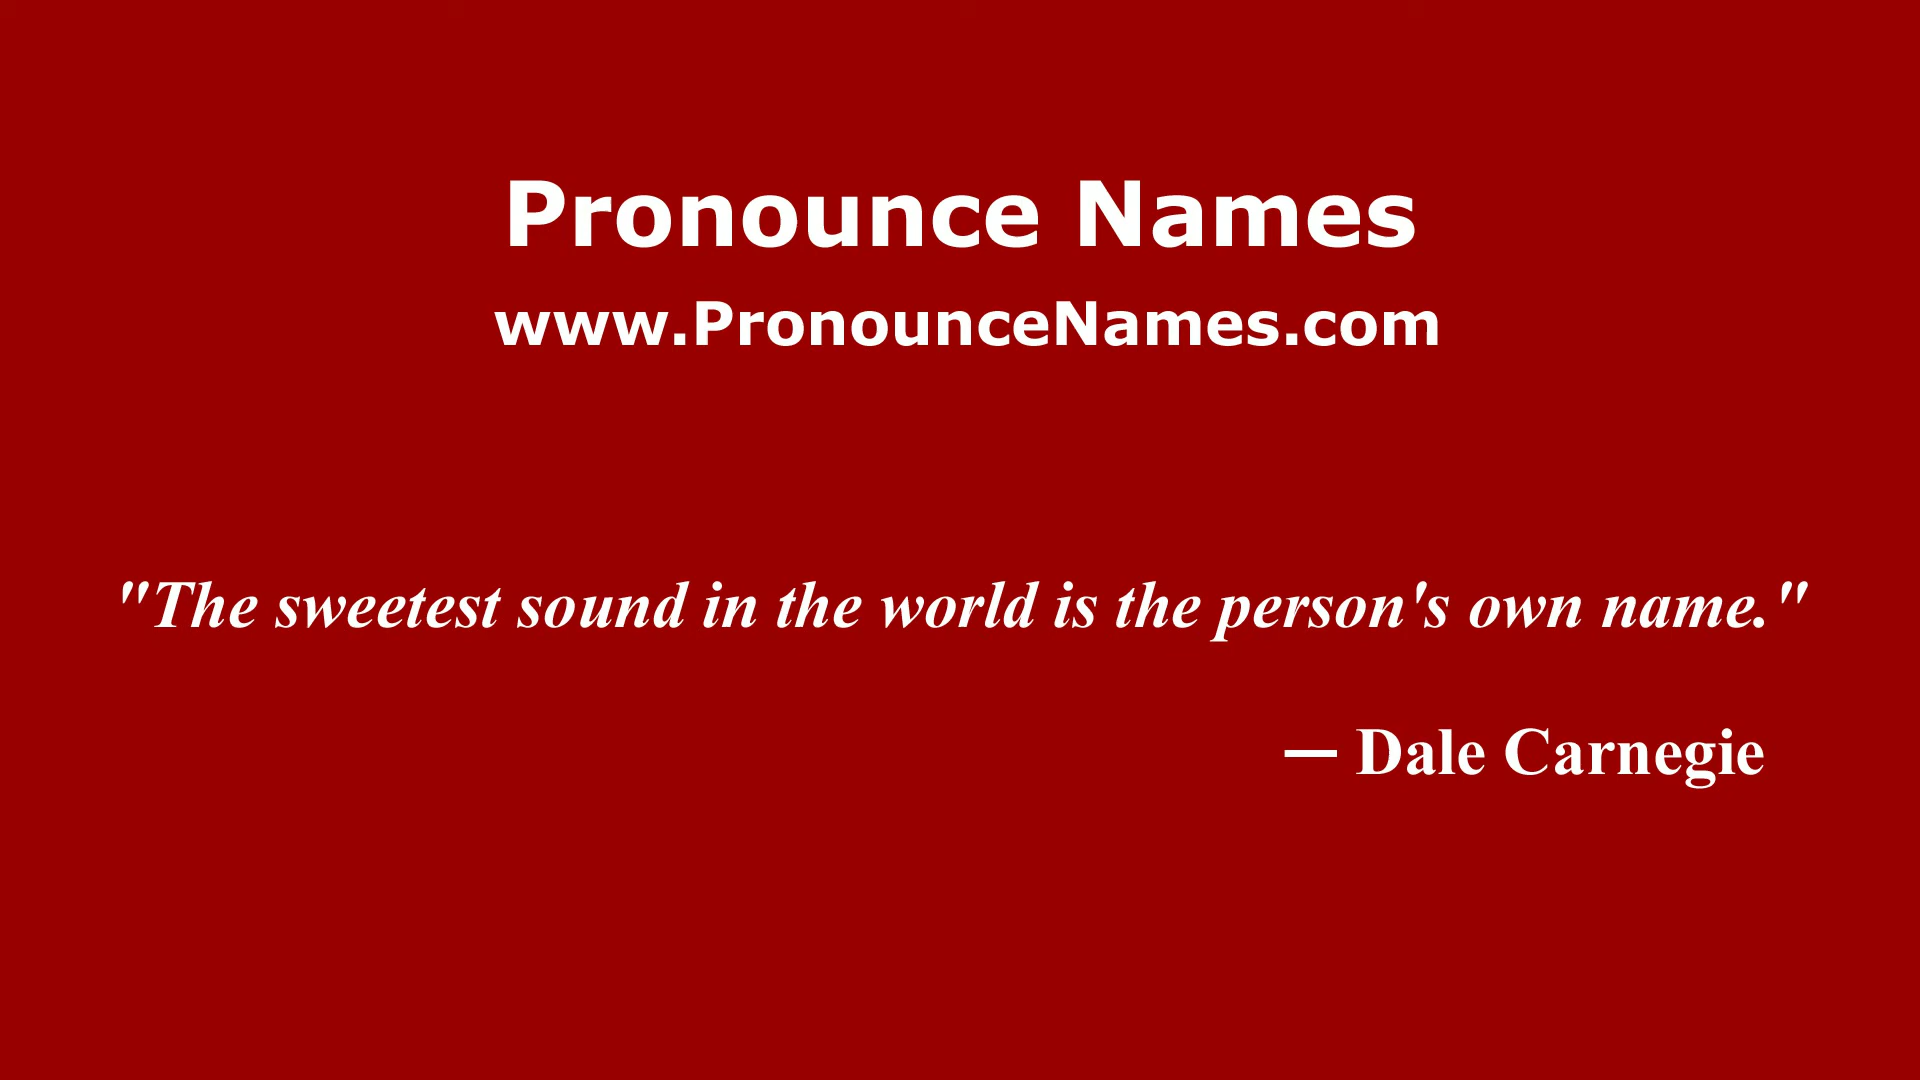 Pronounce Names
www.PronounceNames.com
"The sweetest sound in the world is the person's own name."
— Dale Carnegie